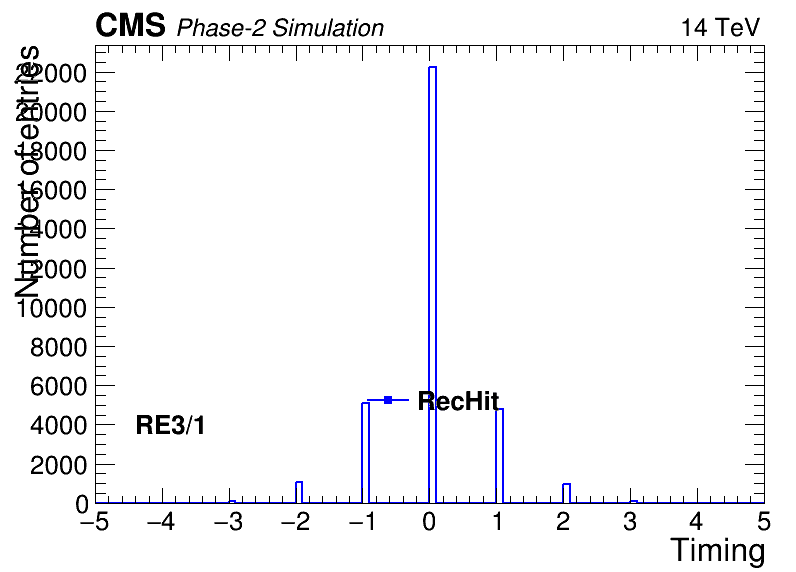 CMS Phase-2 Simulation 14 TeV
Number of entries
22000
20000
18000
16000
14000
12000
10000
8000
6000
4000
2000
0
RecHit
RE3/1
−5 −4 −3 −2 −1 0 1 2 3 4 5
Timing